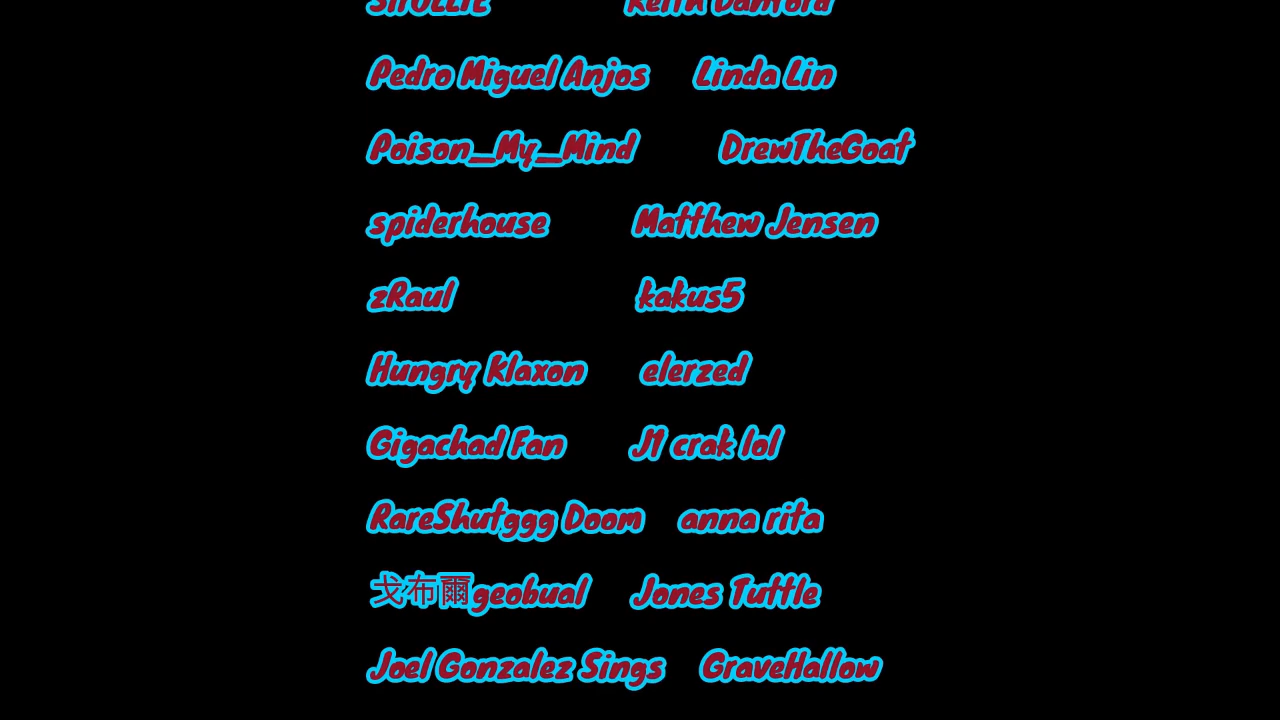 Keith Danford
Pedro Miguel Anjos Linda Lin
Poison_My_Mind DrewTheGoat
spiderhouse Matthew Jensen
zRaul kakus5
Hungry Klaxon elerzed
Gigachad Fan J1 crak lol
RareShutggg Doom anna rita
戈布爾geobual Jones Tuttle
Joel Gonzalez Sings GraveHallow